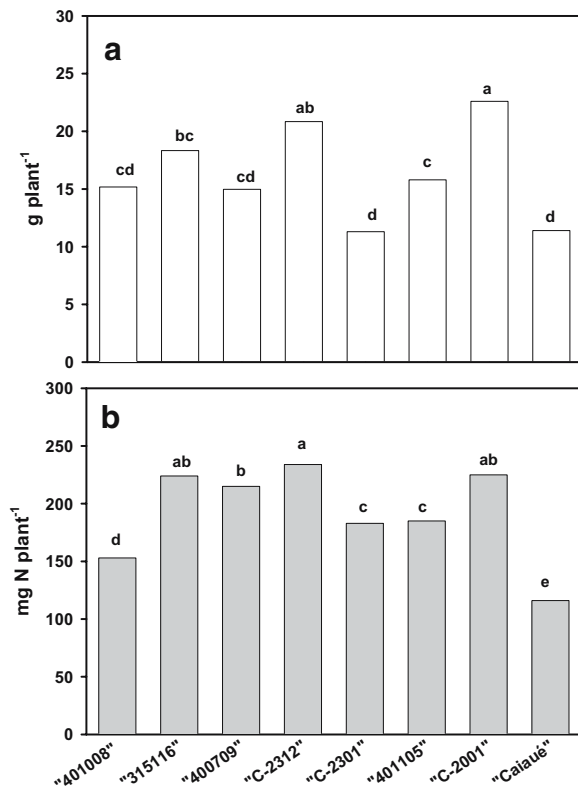 a
g plant⁻¹
30
25
20
15
10
5
0
cd
bc
cd
ab
d
c
a
d
b
mg N plant⁻¹
300
250
200
150
100
50
0
d
ab
b
a
c
c
ab
e
"401008"
"315116"
"400709"
"C-2312"
"C-2301"
"401105"
"C-2001"
"Caiaué"